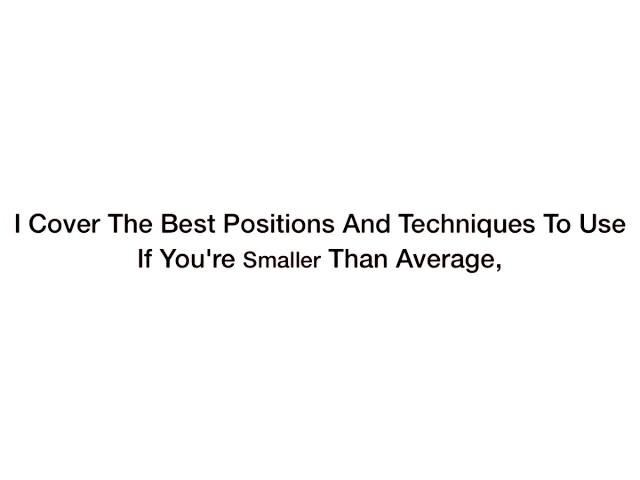 I Cover The Best Positions And Techniques To Use
If You're Smaller Than Average,